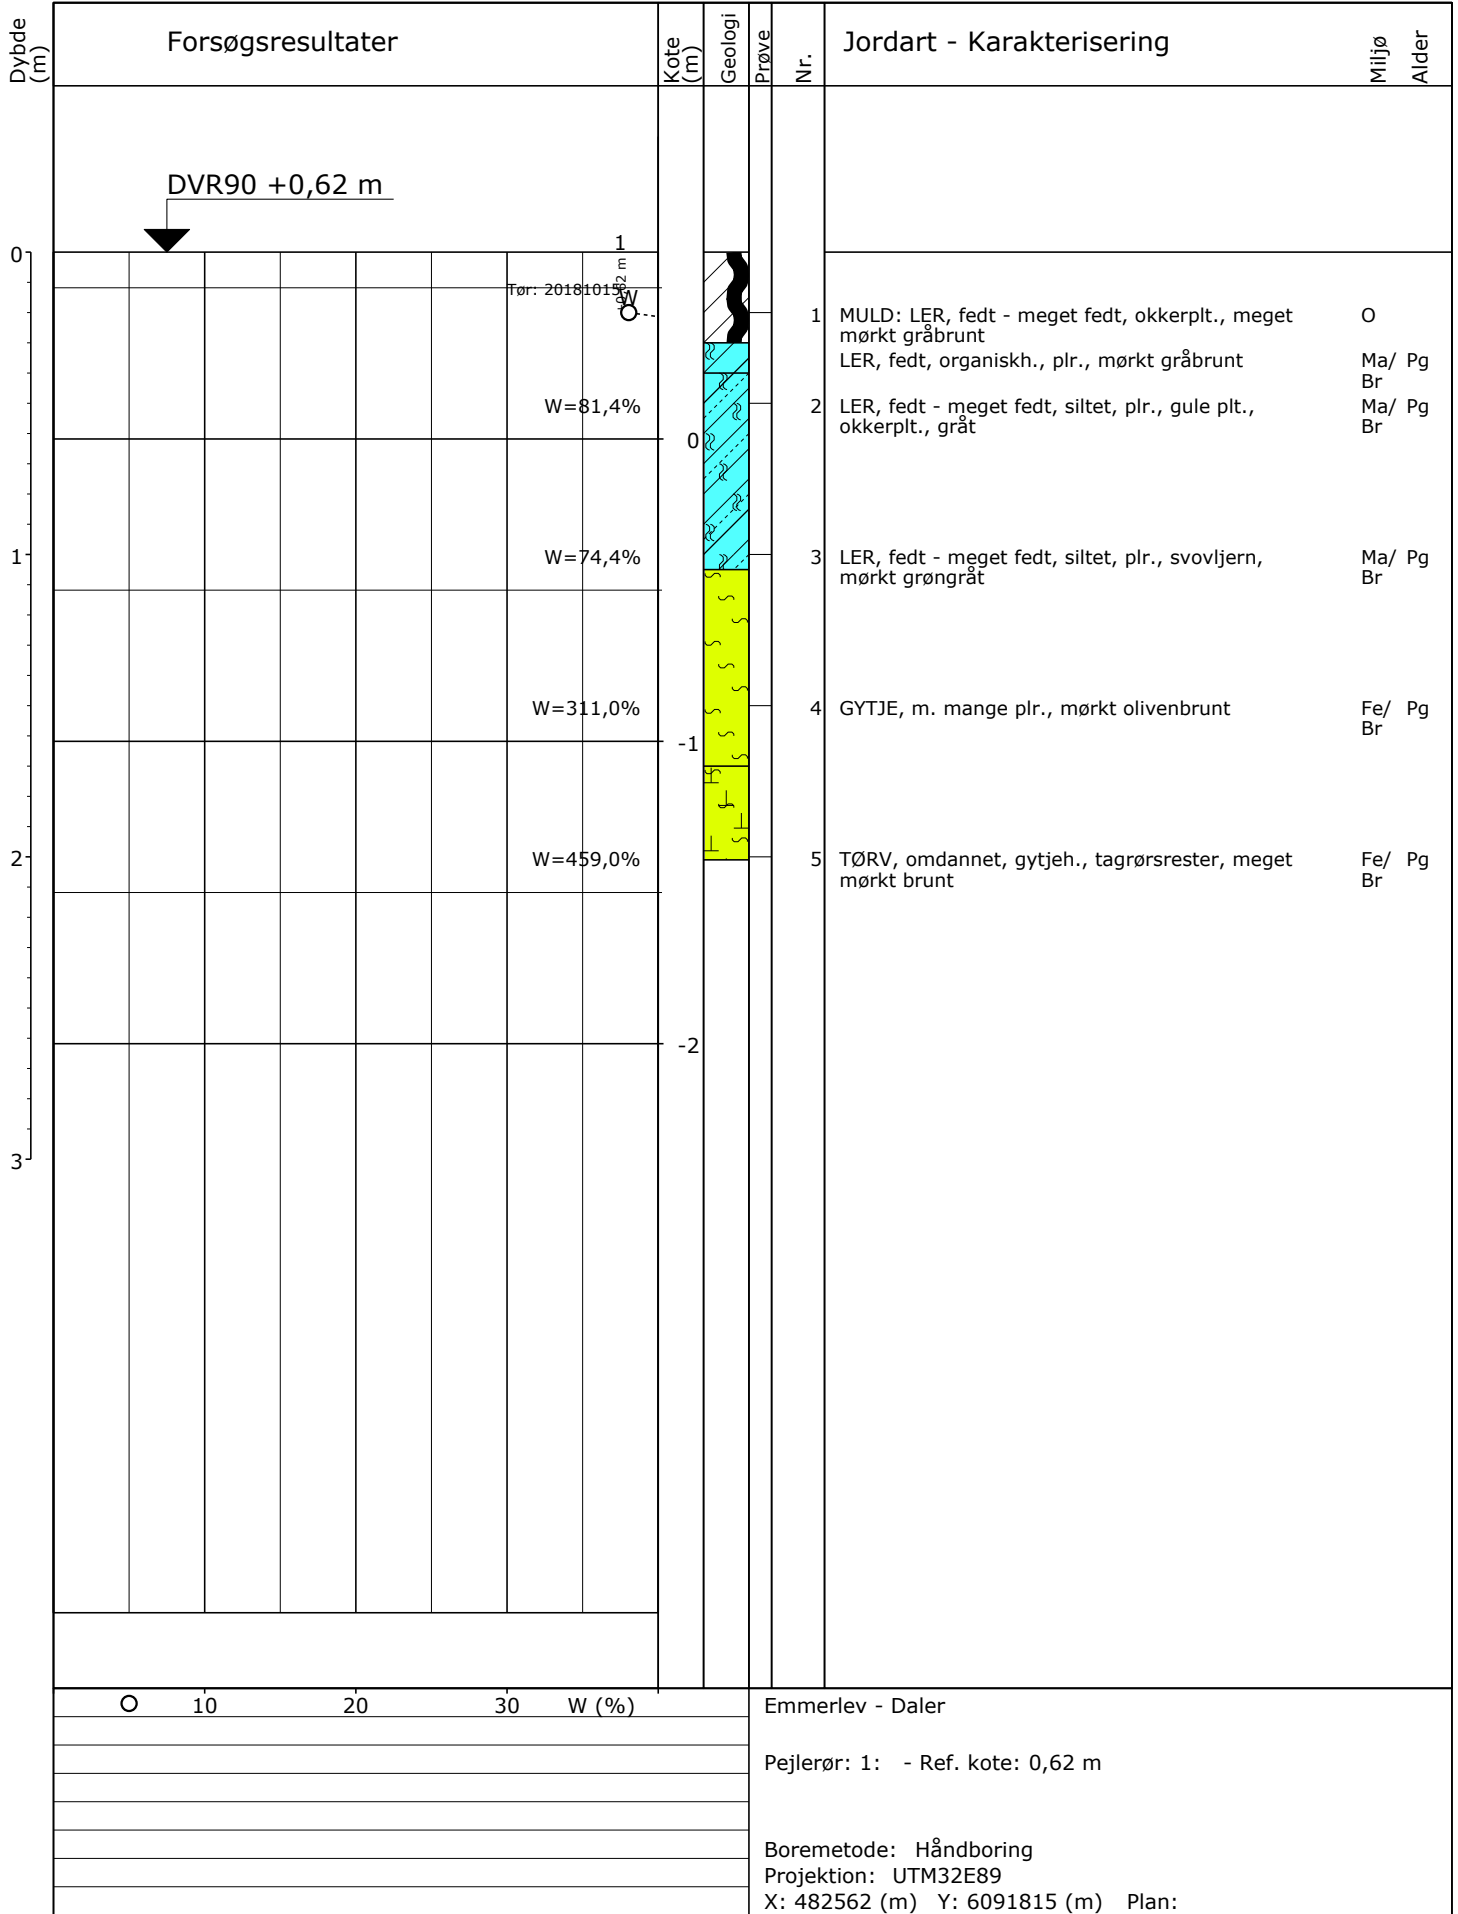 Dybde (m)
Forsøgsresultater
Kote (m)
Geologi
Prøve
Nr.
Jordart - Karakterisering
Miljø
Alder
DVR90 +0,62 m
1
0
Tør: 20181015
W
1 MULD: LER, fedt - meget fedt, okkerplt., meget O
mørkt gråbrunt
LER, fedt, organiskh., plr., mørkt gråbrunt Ma/ Pg
Br
W=81,4% 2 LER, fedt - meget fedt, siltet, plr., gule plt., Ma/ Pg
okkerplt., gråt Br
0
1 W=74,4% 3 LER, fedt - meget fedt, siltet, plr., svovljern, Ma/ Pg
mørkt grøngråt Br
W=311,0% 4 GYTJE, m. mange plr., mørkt olivenbrunt Fe/ Pg
Br
-1
2 W=459,0% 5 TØRV, omdannet, gytjeh., tagrørsrester, meget Fe/ Pg
mørkt brunt Br
-2
3
10 20 30 W (%)
Emmerlev - Daler
Pejlerør: 1: - Ref. kote: 0,62 m
Boremetode: Håndboring
Projektion: UTM32E89
X: 482562 (m) Y: 6091815 (m) Plan: